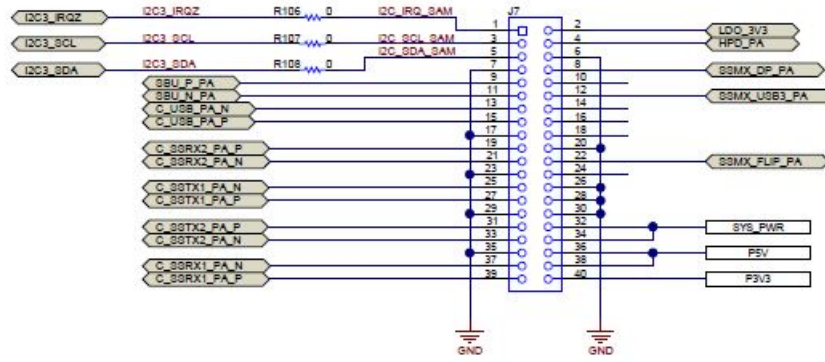 J7
I2C3_IRQZ I2C3_IRQZ R106 0 I2C_IRQ_SAM 1 2 LDO_3V3
I2C3_SCL I2C3_SCL R107 0 I2C_SCL_SAM 3 4 HPD_PA
I2C3_SDA I2C3_SDA R108 0 I2C_SDA_SAM 5 6
7 8 SSMX_DP_PA
SBU_P_PA 9 10
SBU_N_PA 11 12 SSMX_USB3_PA
C_USB_PA_N 13 14
C_USB_PA_P 15 16
17 18
C_SSRX2_PA_P 19 20
C_SSRX2_PA_N 21 22 SSMX_FLIP_PA
23 24
C_SSTX1_PA_N 25 26
C_SSTX1_PA_P 27 28
29 30
C_SSTX2_PA_P 31 32 SYS_PWR
C_SSTX2_PA_N 33 34
35 36 P5V
C_SSRX1_PA_N 37 38
C_SSRX1_PA_P 39 40 P3V3
GND GND